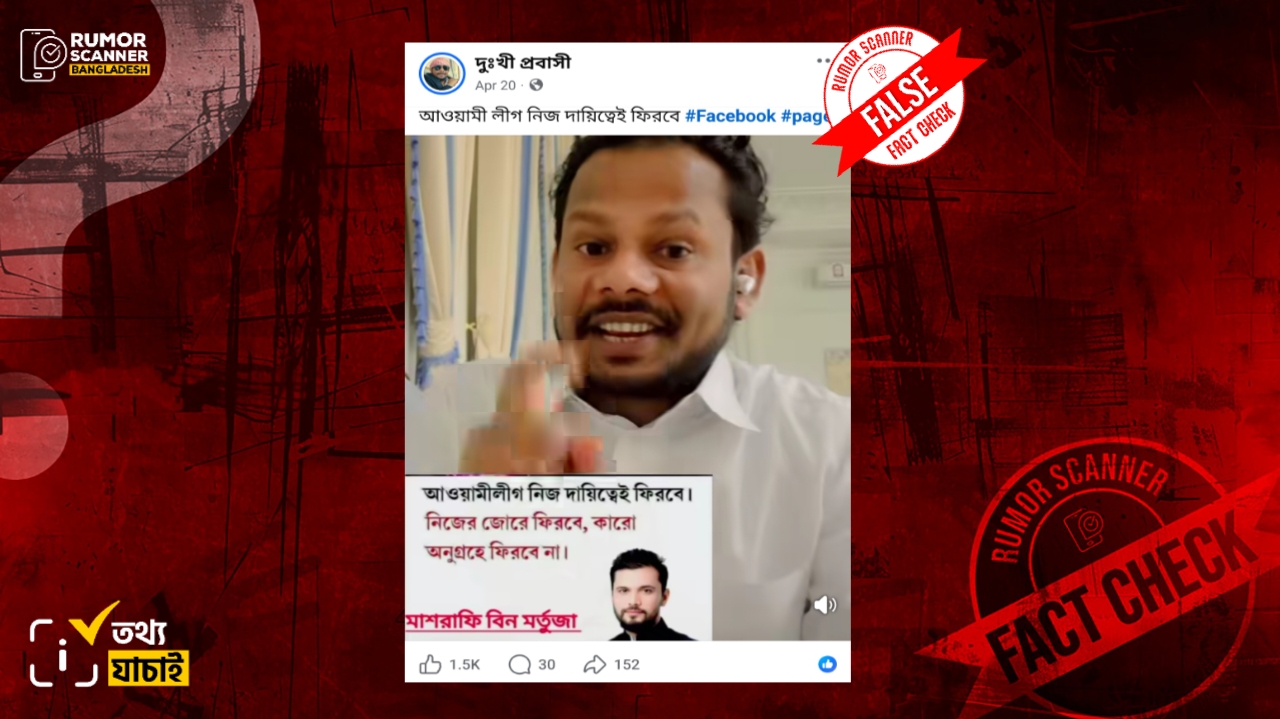 RUMOR
SCANNER
BANGLADESH
দুঃখী প্রবাসী
Apr 20
আওয়ামী লীগ নিজ দায়িত্বেই ফিরবে #Facebook #page
RUMOR SCANNER
FALSE
FACT CHECK
আওয়ামীলীগ নিজ দায়িত্বেই ফিরবে।
নিজের জোরে ফিরবে, কারো
অনুগ্রহে ফিরবে না।
মাশরাফি বিন মর্তুজা
1.5K 30 152
তথ্য
যাচাই
RUMOR SCANNER
FACT CHECK